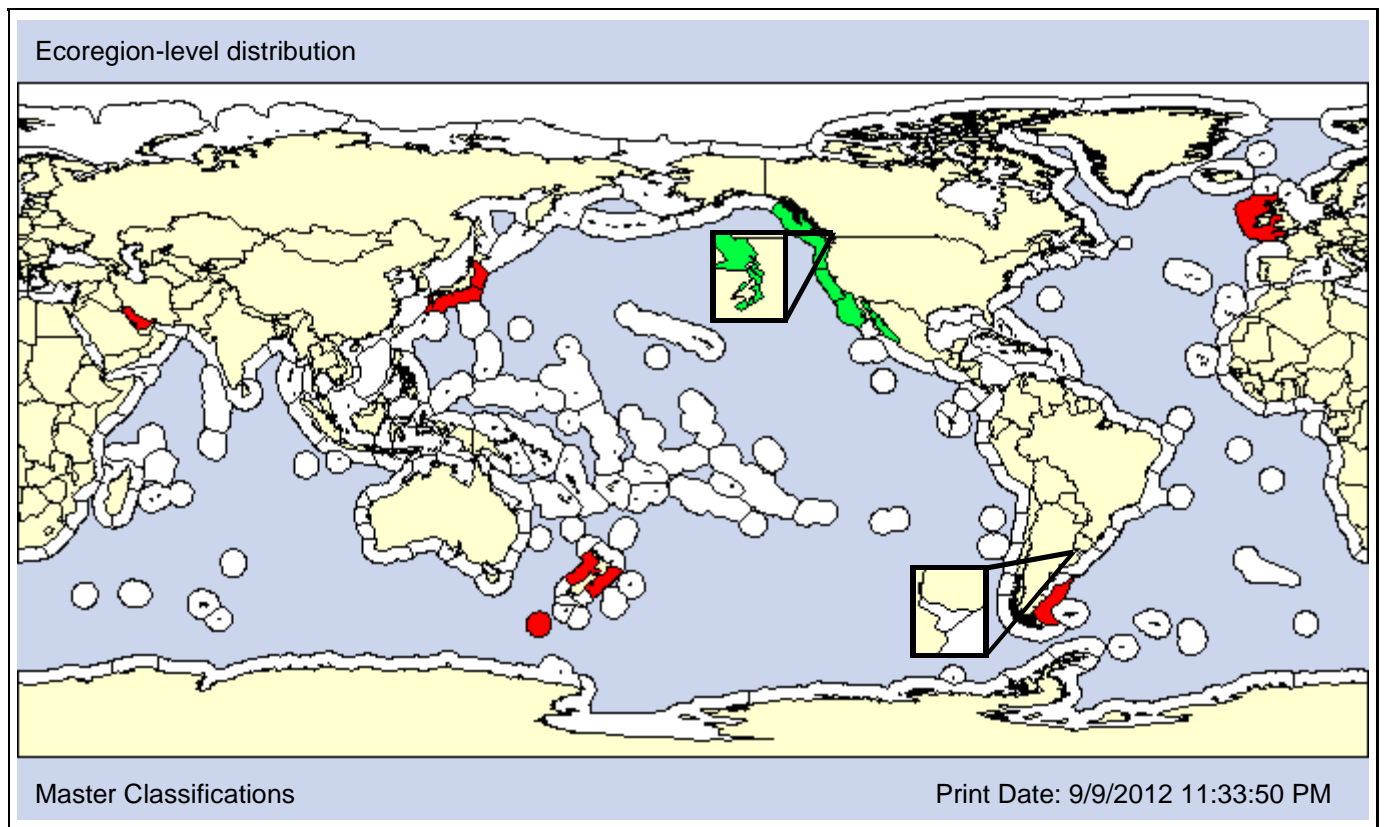 Ecoregion-level distribution
Master Classifications
Print Date: 9/9/2012 11:33:50 PM